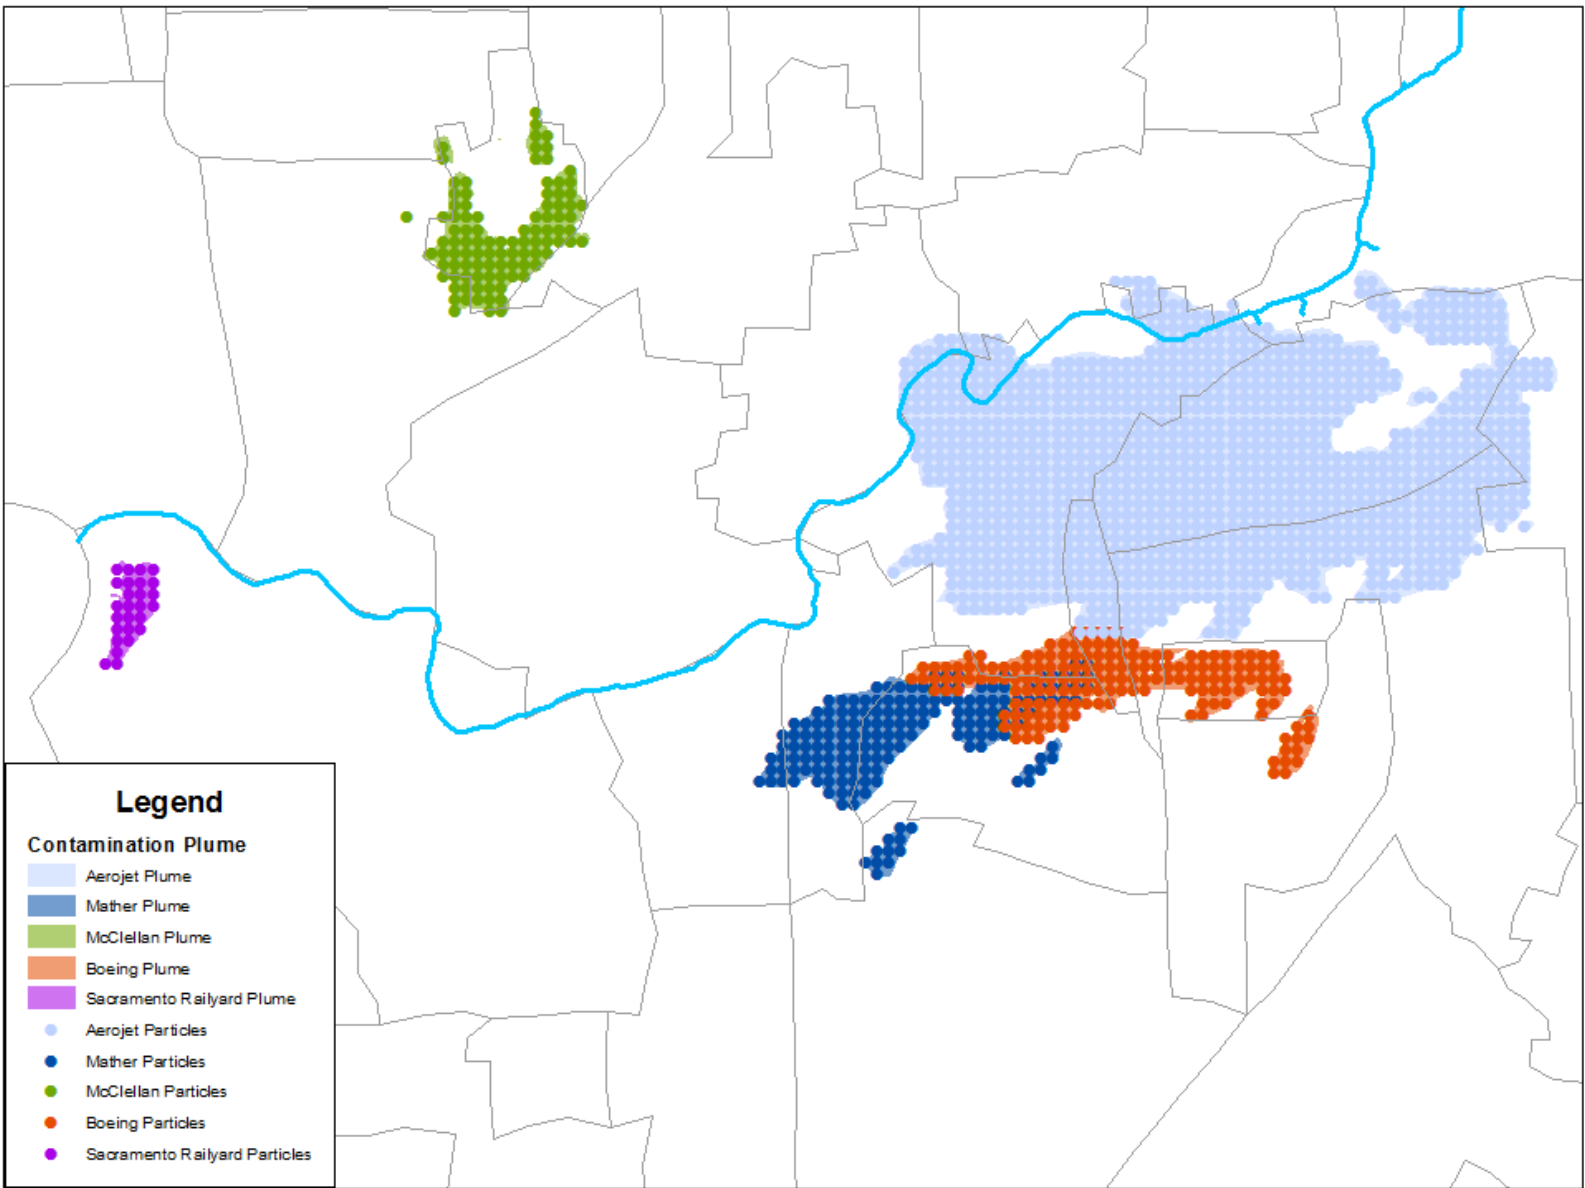 Legend
Contamination Plume
Aerojet Plume
Mather Plume
McClellan Plume
Boeing Plume
Sacramento Railyard Plume
Aerojet Particles
Mather Particles
McClellan Particles
Boeing Particles
Sacramento Railyard Particles